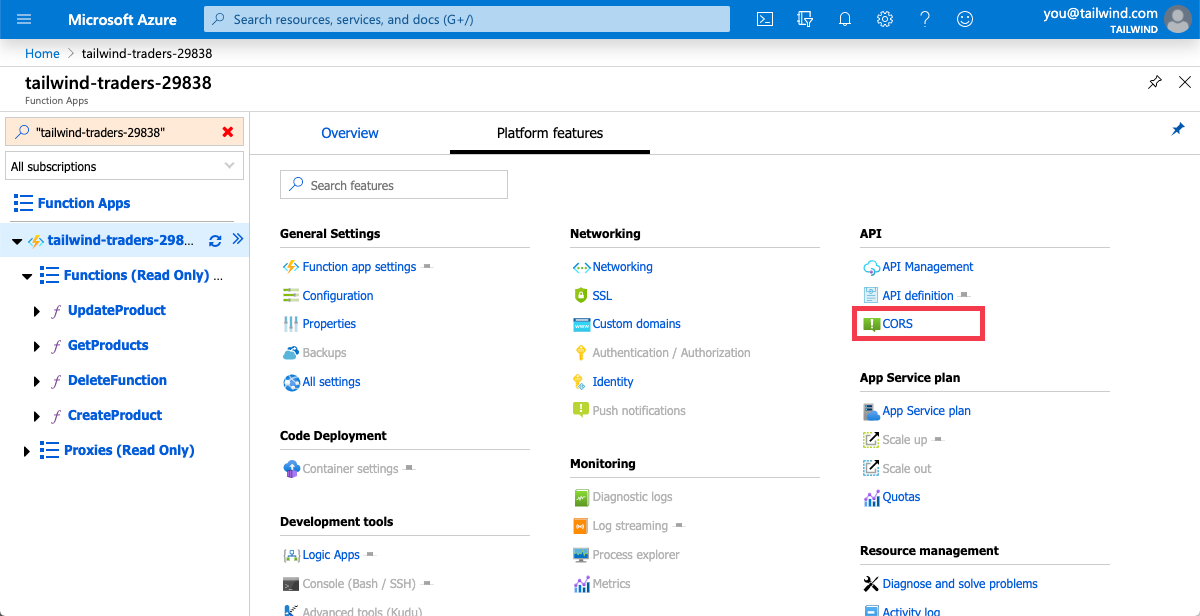 Microsoft Azure
Search resources, services, and docs (G+/)
you@tailwind.com
TAILWIND
Home > tailwind-traders-29838
tailwind-traders-29838
Function Apps
"tailwind-traders-29838"
All subscriptions
Function Apps
tailwind-traders-298...
Functions (Read Only) ...
f UpdateProduct
f GetProducts
f DeleteFunction
f CreateProduct
Proxies (Read Only)
Overview
Platform features
Search features
General Settings
Function app settings
Configuration
Properties
Backups
All settings
Code Deployment
Container settings
Development tools
Logic Apps
Console (Bash / SSH)
Advanced tools (Kudu)
Networking
Networking
SSL
www Custom domains
Authentication / Authorization
Identity
Push notifications
Monitoring
Diagnostic logs
Log streaming
Process explorer
Metrics
API
API Management
API definition
CORS
App Service plan
App Service plan
Scale up
Scale out
Quotas
Resource management
Diagnose and solve problems
Activity log